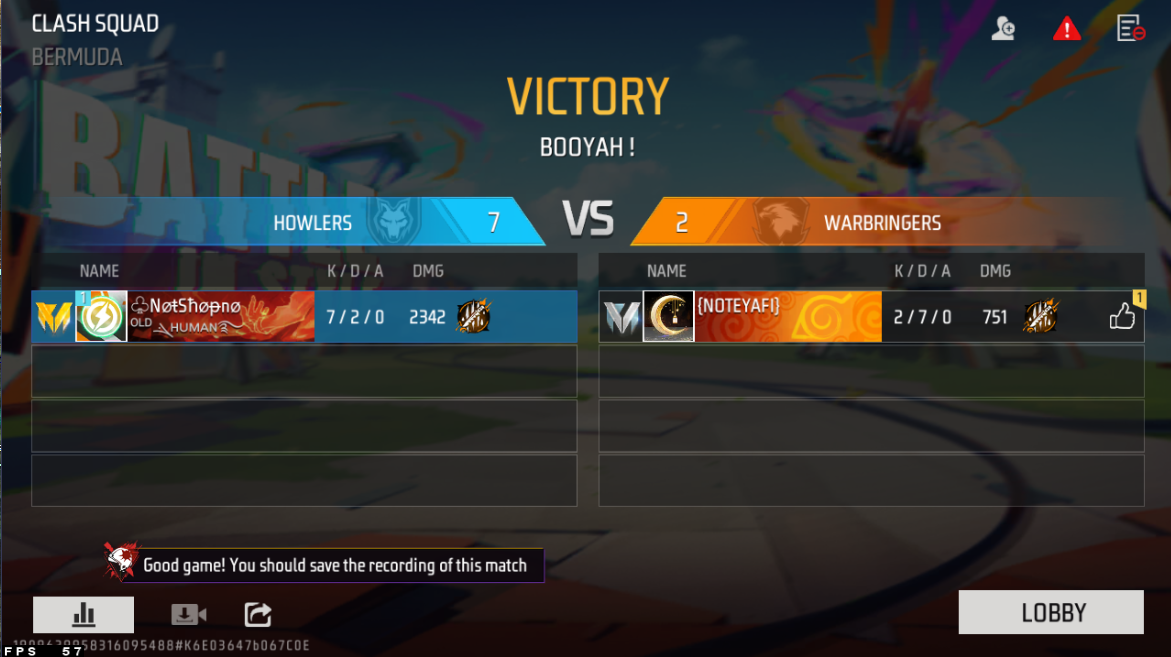 CLASH SQUAD
BERMUDA
VICTORY
BOOYAH !
HOWLERS 7 VS 2 WARBRINGERS
NAME K / D / A DMG NAME K / D / A DMG
1 ♧NøtSħøpnø 7 / 2 / 0 2342 {NOTEYAFI} 2 / 7 / 0 751 1
OLD HUMAN
Good game! You should save the recording of this match
LOBBY
FPS 57